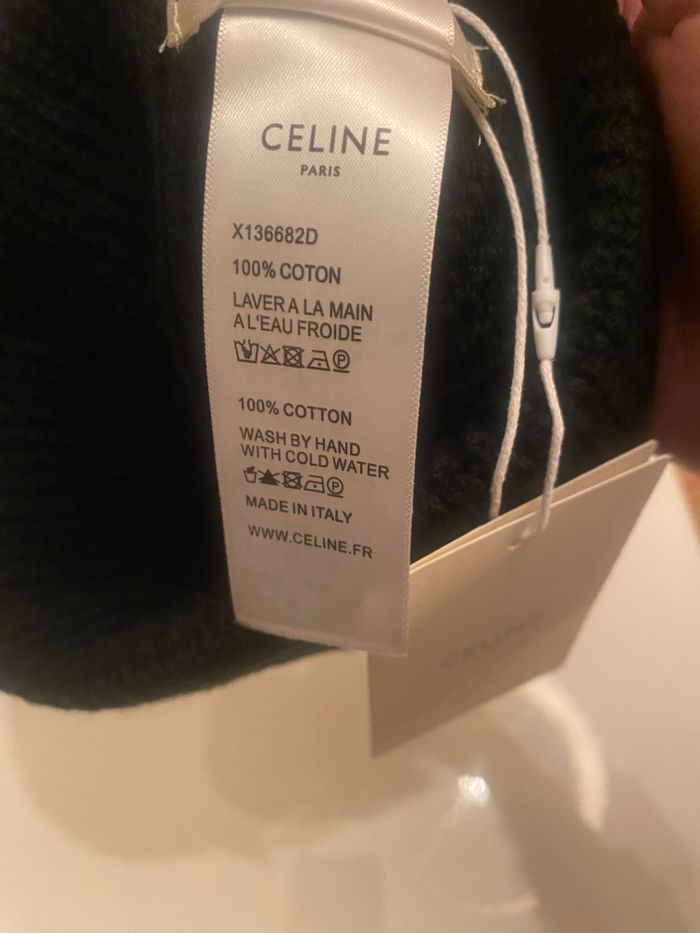 CELINE
PARIS
X136682D
100% COTON
LAVER A LA MAIN
A L'EAU FROIDE
100% COTTON
WASH BY HAND
WITH COLD WATER
MADE IN ITALY
WWW.CELINE.FR
CELINE